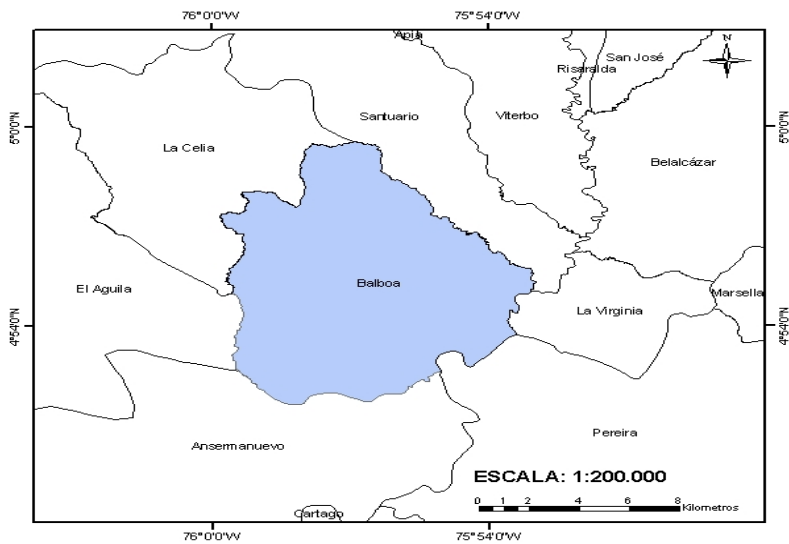 76°0'0"W
75°54'0"W
Apía
N
San José
Risaralda
5°0'0"N
Santuario
Viterbo
5°0'0"N
La Celia
Belalcázar
El Aguila
Balboa
Marsella
La Virginia
4°54'0"N
4°54'0"N
Pereira
Ansermanuevo
ESCALA: 1:200.000
0 1 2 4 6 8
Kilometros
Cartago
76°0'0"W
75°54'0"W